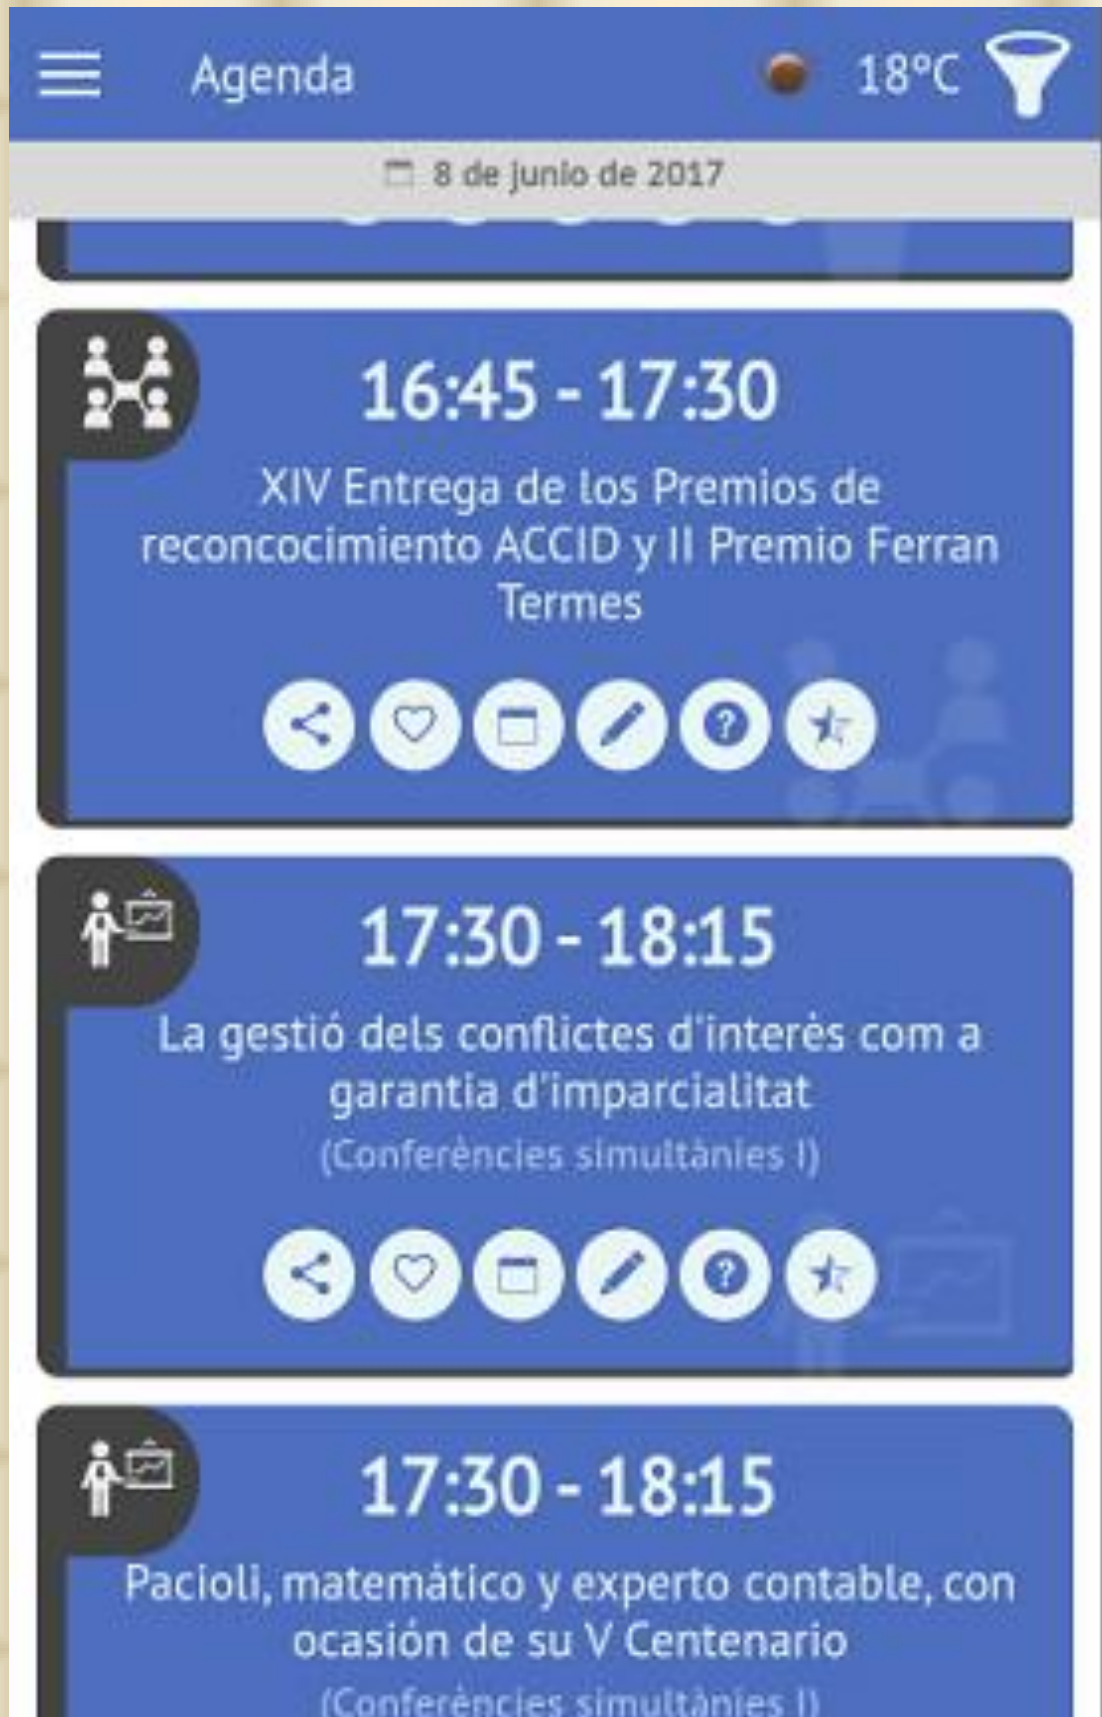 Agenda
18ºC
8 de junio de 2017
16:45 - 17:30
XIV Entrega de los Premios de
reconcocimiento ACCID y II Premio Ferran
Termes
17:30 - 18:15
La gestió dels conflictes d'interès com a
garantia d'imparcialitat
(Conferències simultànies I)
17:30 - 18:15
Pacioli, matemático y experto contable, con
ocasión de su V Centenario
(Conferències simultànies I)